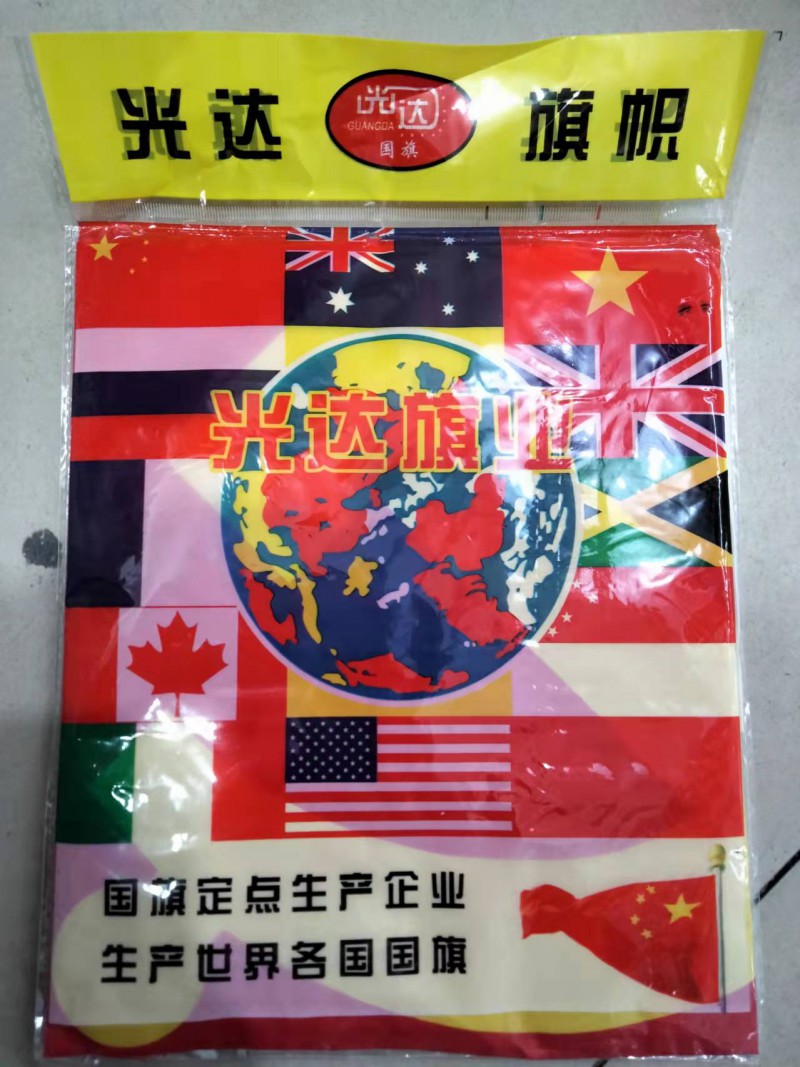 光达 光达 旗帜
GUANGDA
国旗
光达旗业
国旗定点生产企业
生产世界各国国旗